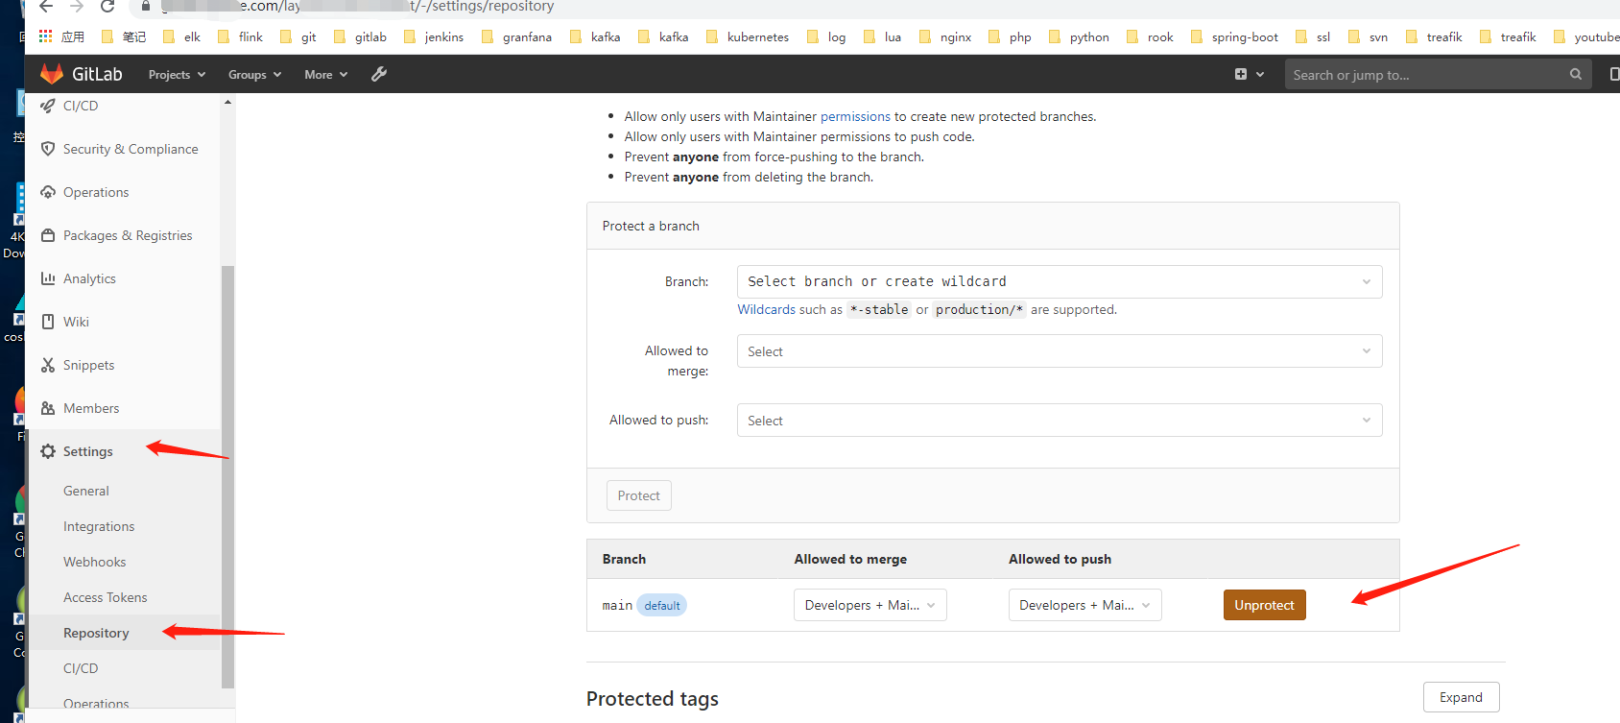 e.com/lay
t/-/settings/repository
应用 笔记 elk flink git gitlab jenkins granfana kafka kafka kubernetes log lua nginx php python rook spring-boot ssl svn treafik treafik youtube
GitLab Projects Groups More Search or jump to...
CI/CD
Security & Compliance
Operations
Packages & Registries
Analytics
Wiki
Snippets
Members
Settings
General
Integrations
Webhooks
Access Tokens
Repository
CI/CD
Operations
控
4K
Dow
Allow only users with Maintainer permissions to create new protected branches.
Allow only users with Maintainer permissions to push code.
Prevent anyone from force-pushing to the branch.
Prevent anyone from deleting the branch.
Protect a branch
Branch: Select branch or create wildcard
Wildcards such as *-stable or production/* are supported.
Allowed to
merge:
Select
Allowed to push: Select
Protect
Branch Allowed to merge Allowed to push
main default Developers + Mai... Developers + Mai... Unprotect
Protected tags Expand